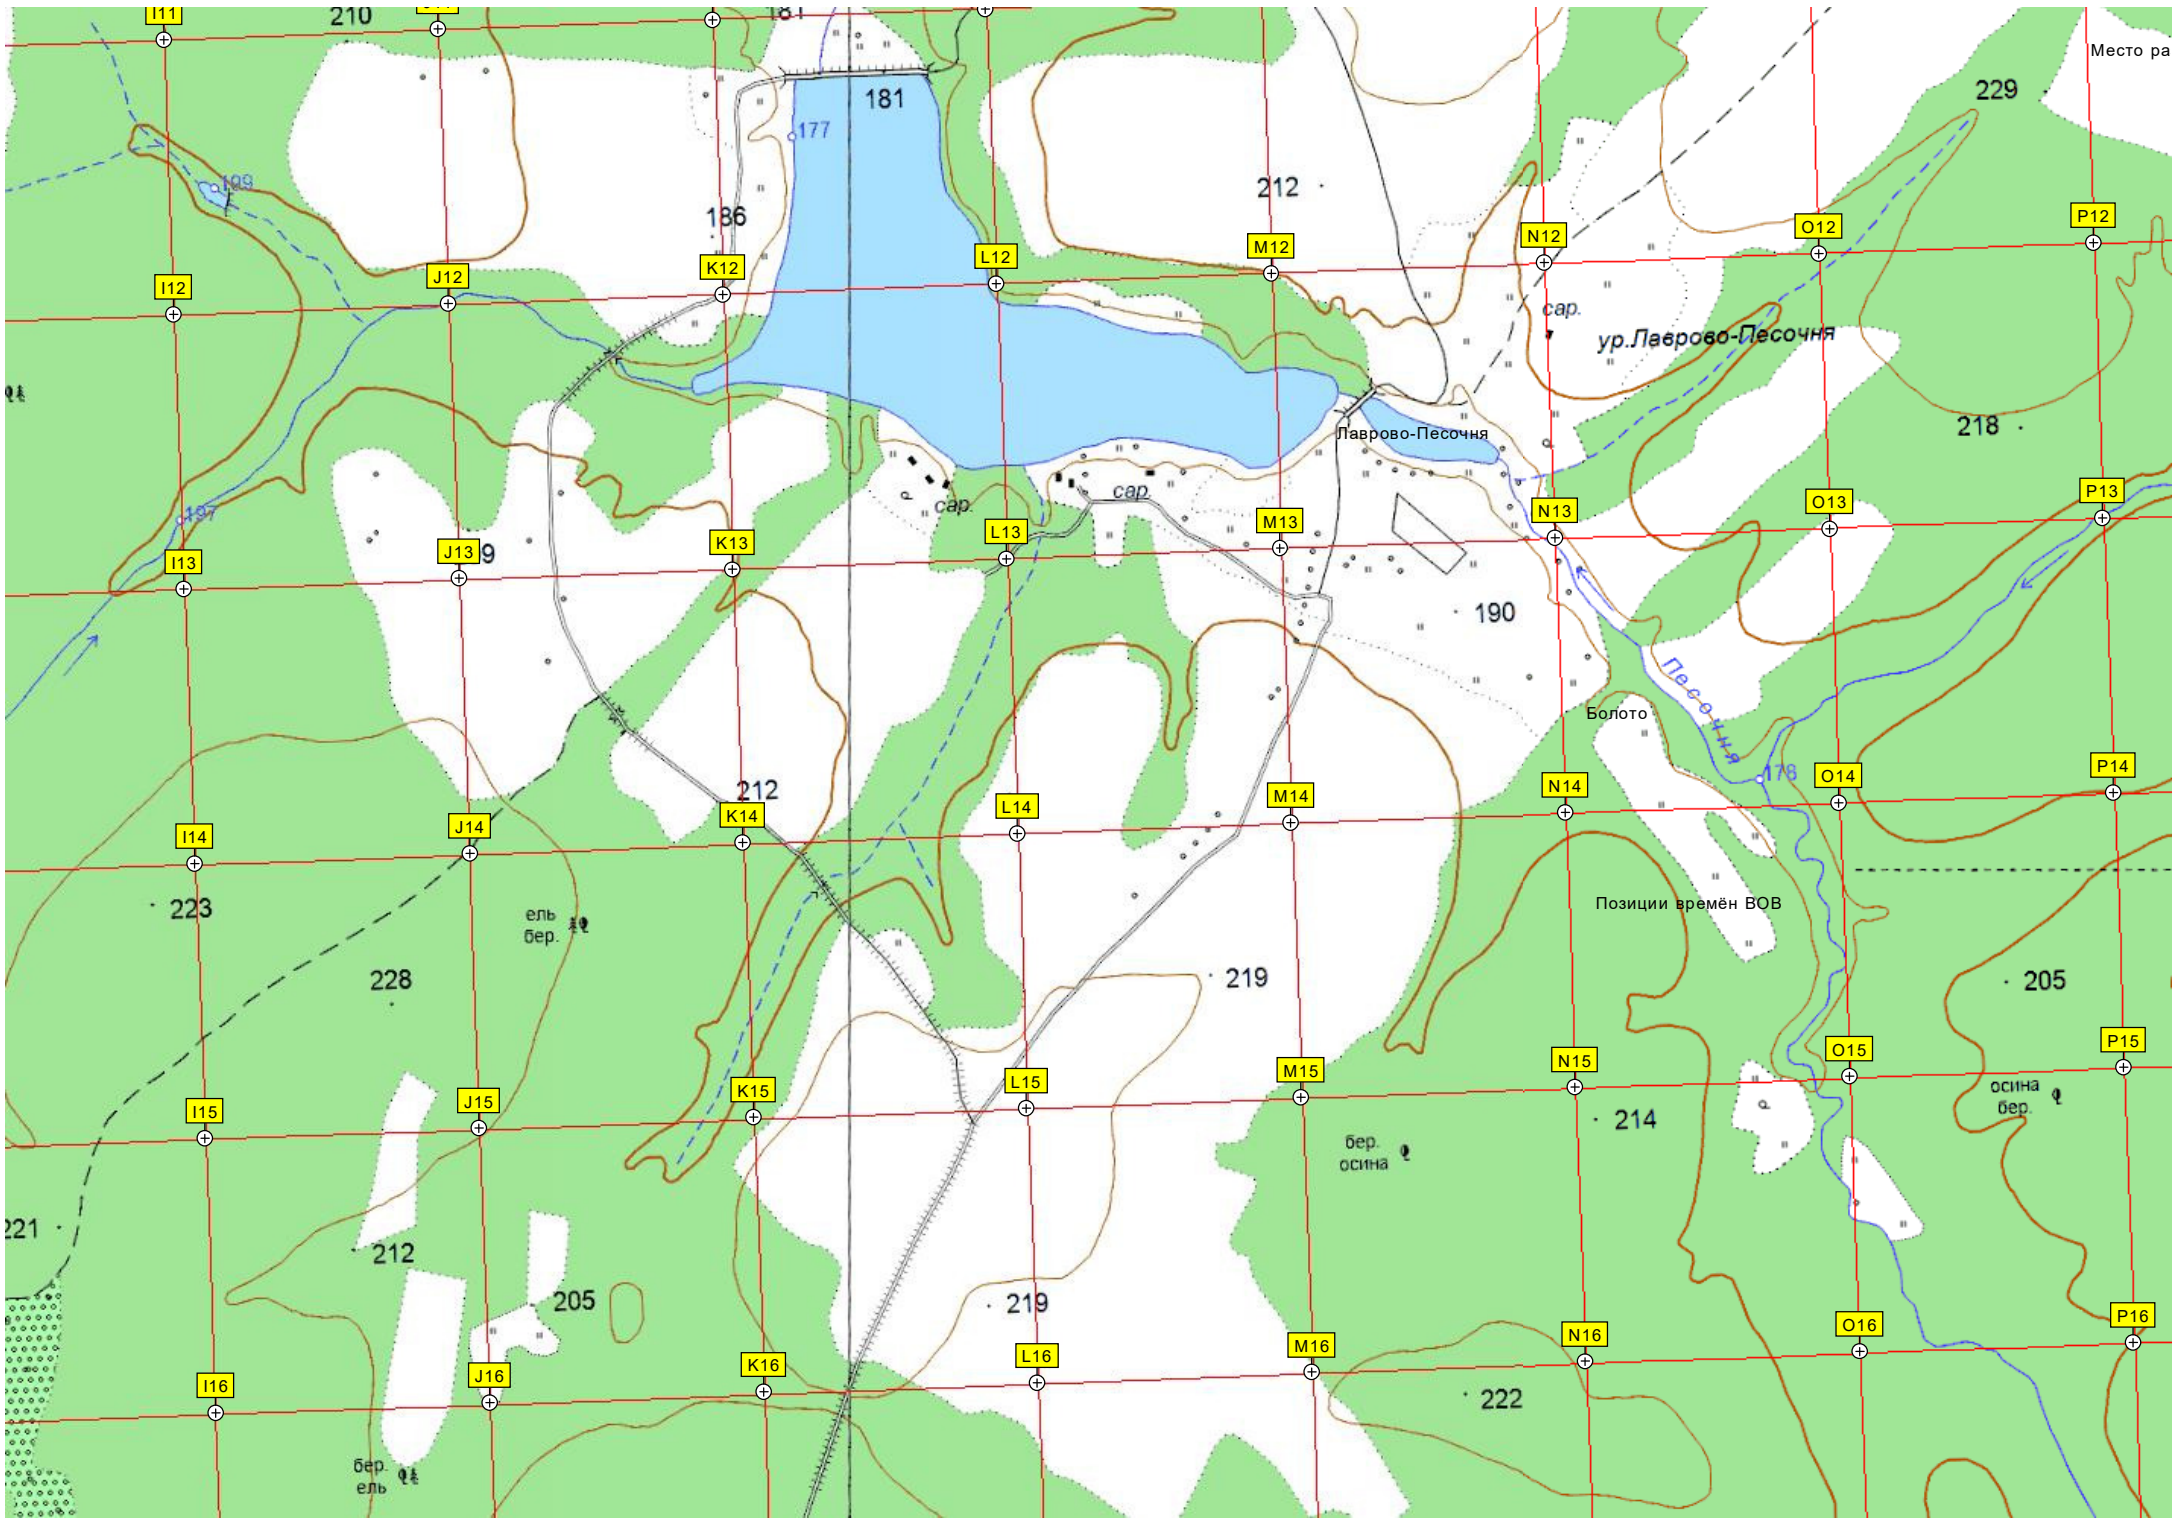 I11
210
181
Место ра
229
181
177
199
186
212
P12
O12
N12
M12
L12
K12
J12
I12
сар.
ур.Лаврово-Песочня
218
Лаврово-Песочня
сар.
сар.
197
P13
O13
N13
M13
L13
K13
J13
9
I13
190
Песочня
Болото
178
212
P14
O14
N14
M14
L14
K14
J14
I14
223
ель
бер.
Позиции времён ВОВ
228
219
205
P15
O15
N15
M15
L15
K15
J15
I15
осина
бер.
214
бер.
осина
221
212
205
219
P16
O16
N16
M16
L16
K16
J16
I16
222
бер.
ель